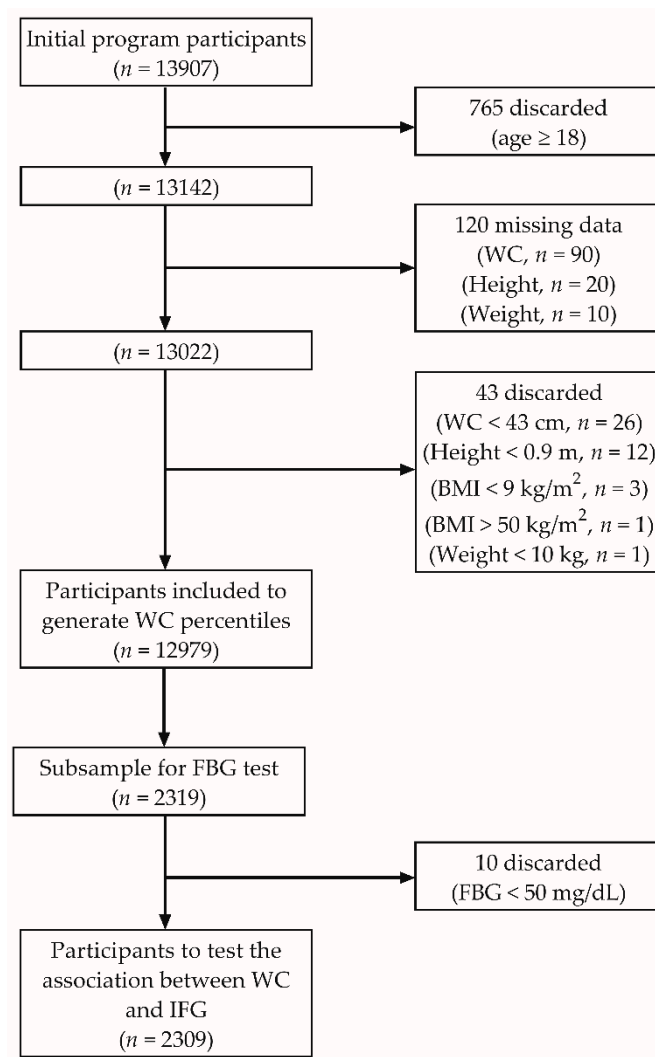 Initial program participants
(n = 13907)
765 discarded
(age ≥ 18)
(n = 13142)
120 missing data
(WC, n = 90)
(Height, n = 20)
(Weight, n = 10)
(n = 13022)
43 discarded
(WC < 43 cm, n = 26)
(Height < 0.9 m, n = 12)
(BMI < 9 kg/m², n = 3)
(BMI > 50 kg/m², n = 1)
(Weight < 10 kg, n = 1)
Participants included to
generate WC percentiles
(n = 12979)
Subsample for FBG test
(n = 2319)
10 discarded
(FBG < 50 mg/dL)
Participants to test the
association between WC
and IFG
(n = 2309)